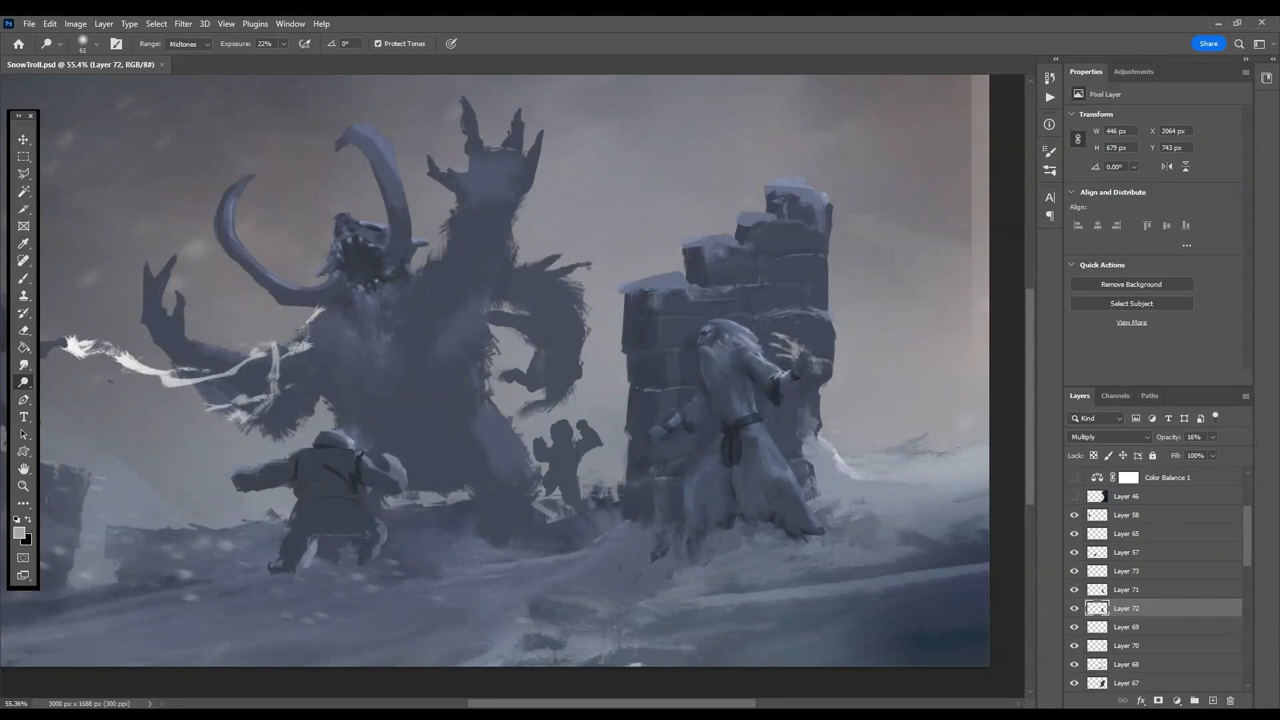 Ps File Edit Image Layer Type Select Filter 3D View Plugins Window Help
61 Range: Midtones Exposure: 22% 0° Protect Tones Share
SnowTroll.psd @ 55.4% (Layer 72, RGB/8#) ×
Properties Adjustments
Pixel Layer
Transform
W 446 px X 2064 px
H 679 px Y 743 px
0.00°
Align and Distribute
Align:
Quick Actions
Remove Background
Select Subject
View More
Layers Channels Paths
Kind
Multiply Opacity: 16%
Lock: Fill: 100%
Color Balance 1
Layer 46
Layer 58
Layer 65
Layer 57
Layer 73
Layer 71
Layer 72
Layer 69
Layer 70
Layer 68
Layer 67
55.36% 3000 px x 1688 px (300 ppi)